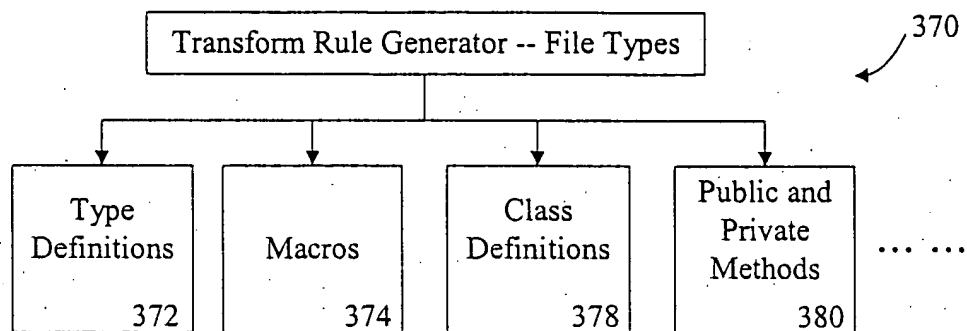 Transform Rule Generator -- File Types
370
Type
Definitions
372
Macros
374
Class
Definitions
378
Public and
Private
Methods
380
... ...